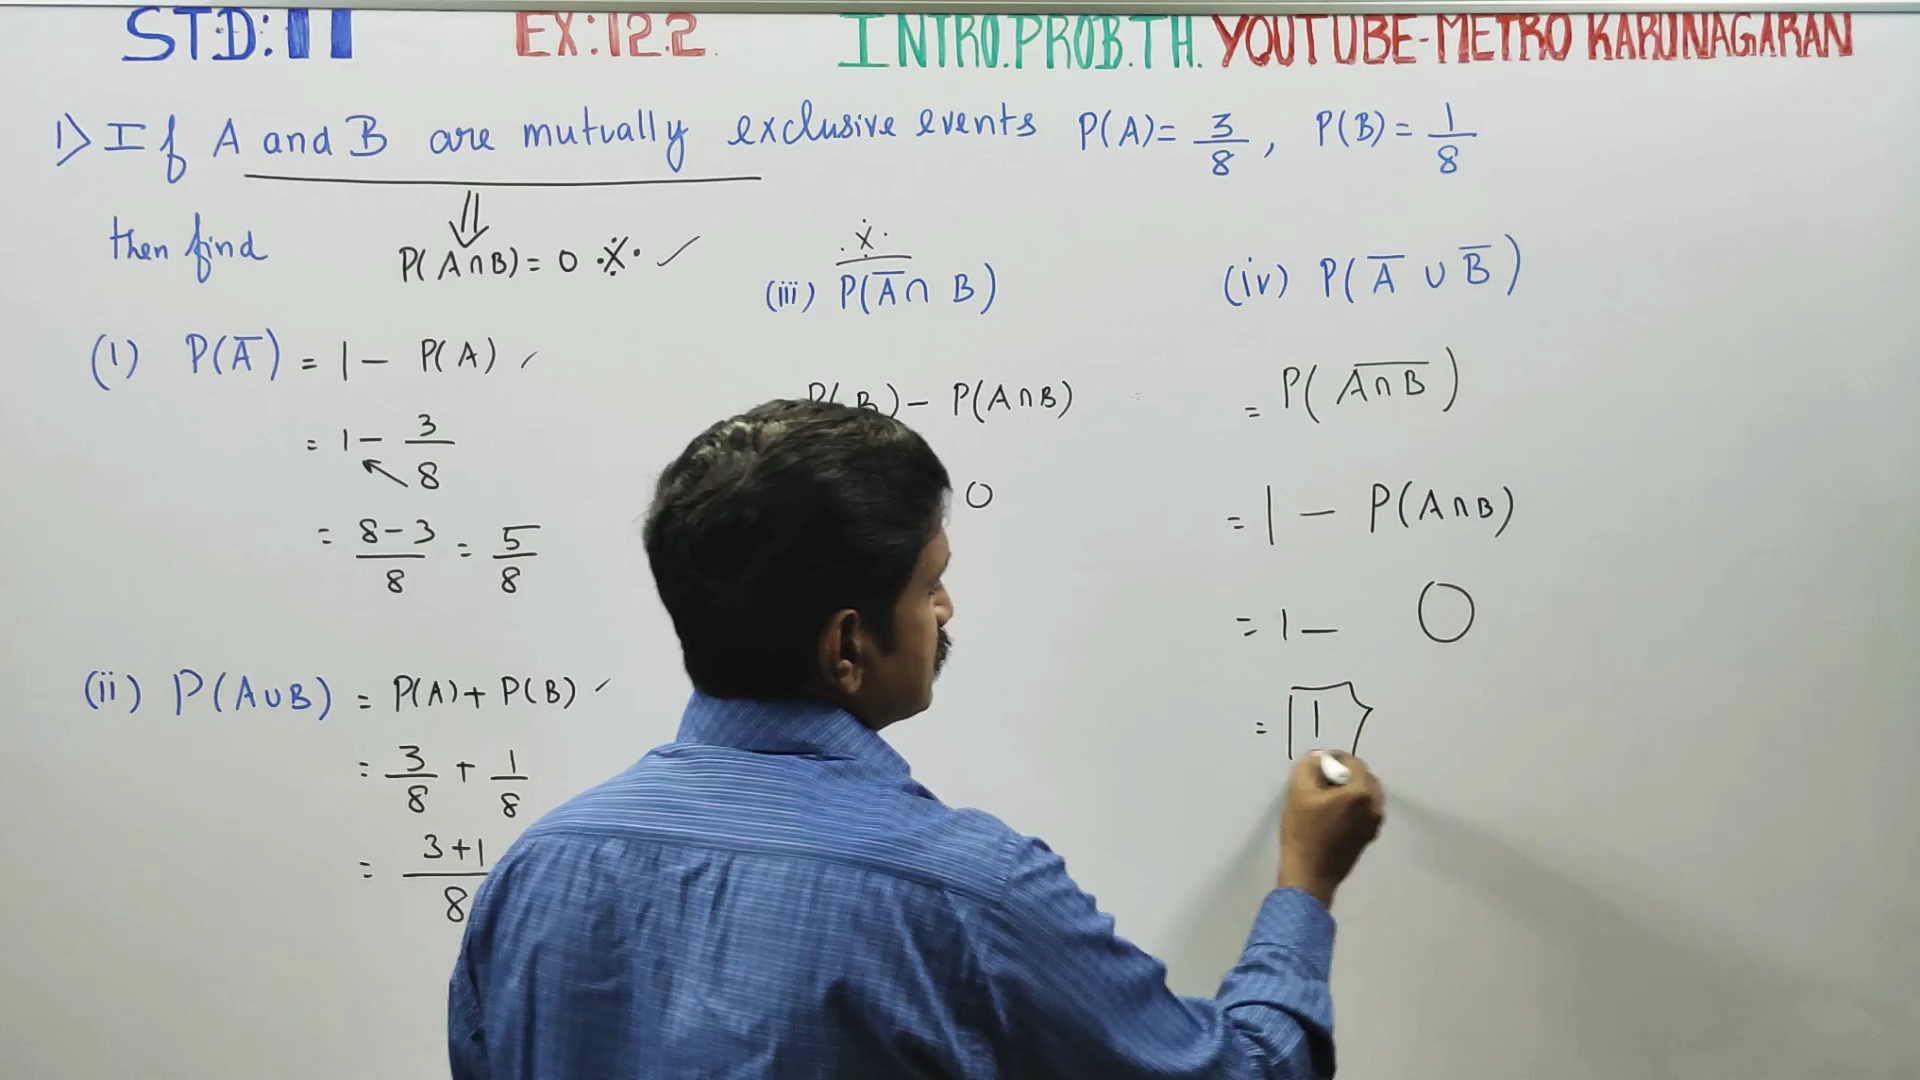 STD: 11 EX: 12.2 INTRO. PROB. TH. YOUTUBE-METRO KARUNAGARAN
1) If A and B are mutually exclusive events P(A) = 3/8, P(B) = 1/8
then find P(A∩B) = 0 ✓
(i) P(A̅) = 1 – P(A) ✓
= 1 – 3/8
= 8–3/8 = 5/8
(ii) P(A∪B) = P(A) + P(B) ✓
= 3/8 + 1/8
= 3+1/8
(iii) P(A̅ ∩ B)
P(B) – P(A∩B)
0
(iv) P(A̅ ∪ B̅)
= P(A̅∩̅B̅)
= 1 – P(A∩B)
= 1 – 0
= 1